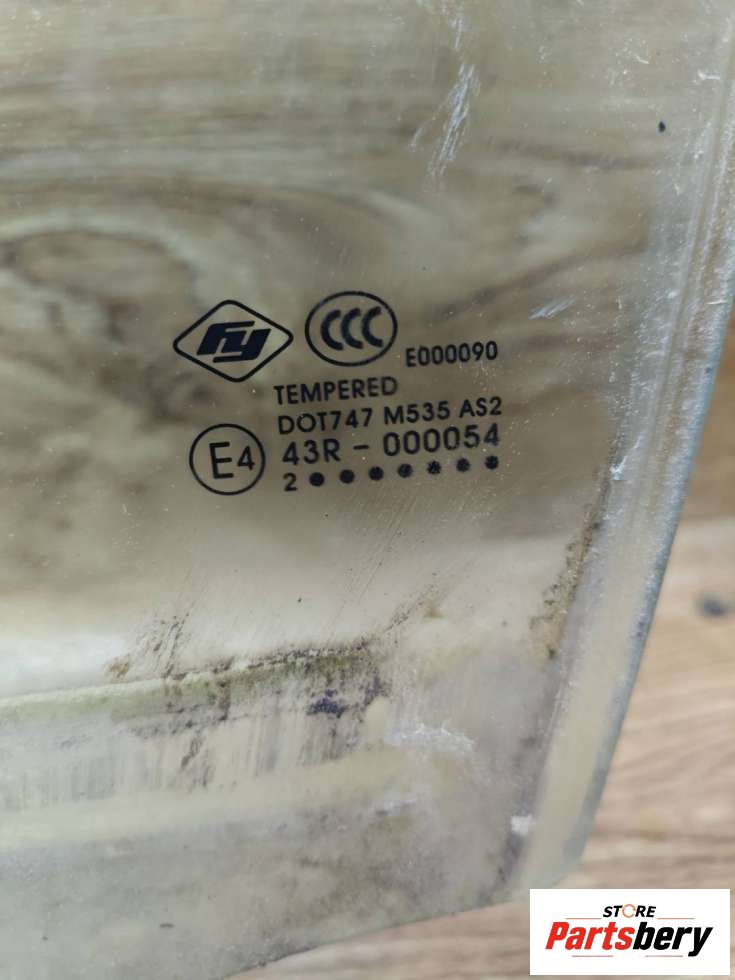 FY
CCC
E000090
TEMPERED
DOT747 M535 AS2
E4
43R - 000054
2
STORE
Partsbery